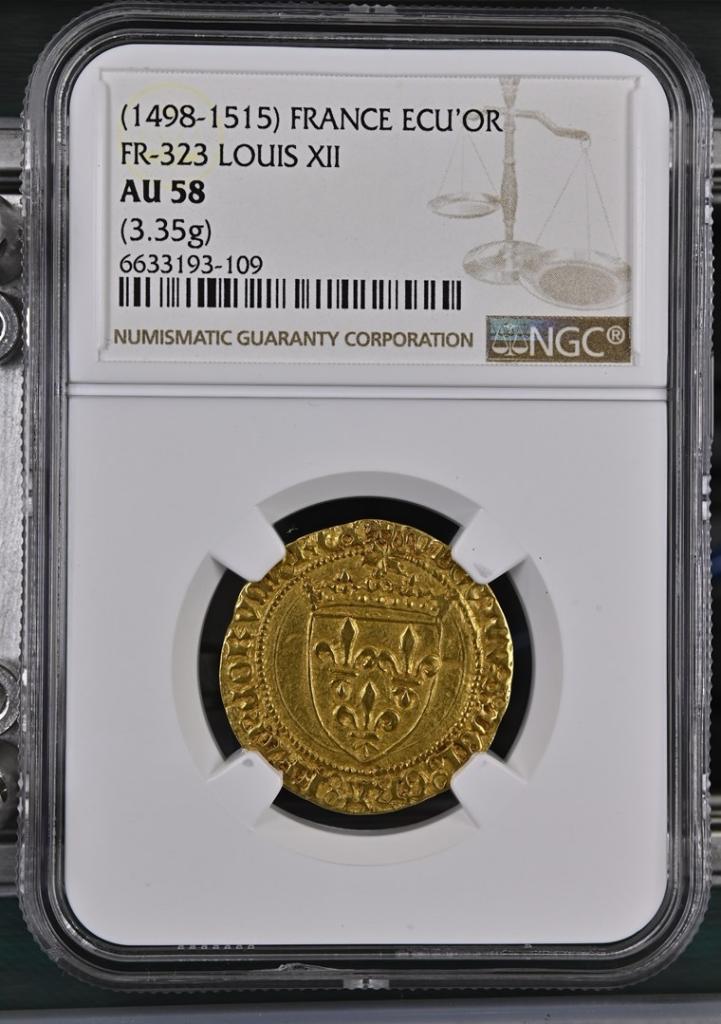 (1498-1515) FRANCE ECU'OR
FR-323 LOUIS XII
AU 58
(3.35g)
6633193-109
NUMISMATIC GUARANTY CORPORATION
NGC®